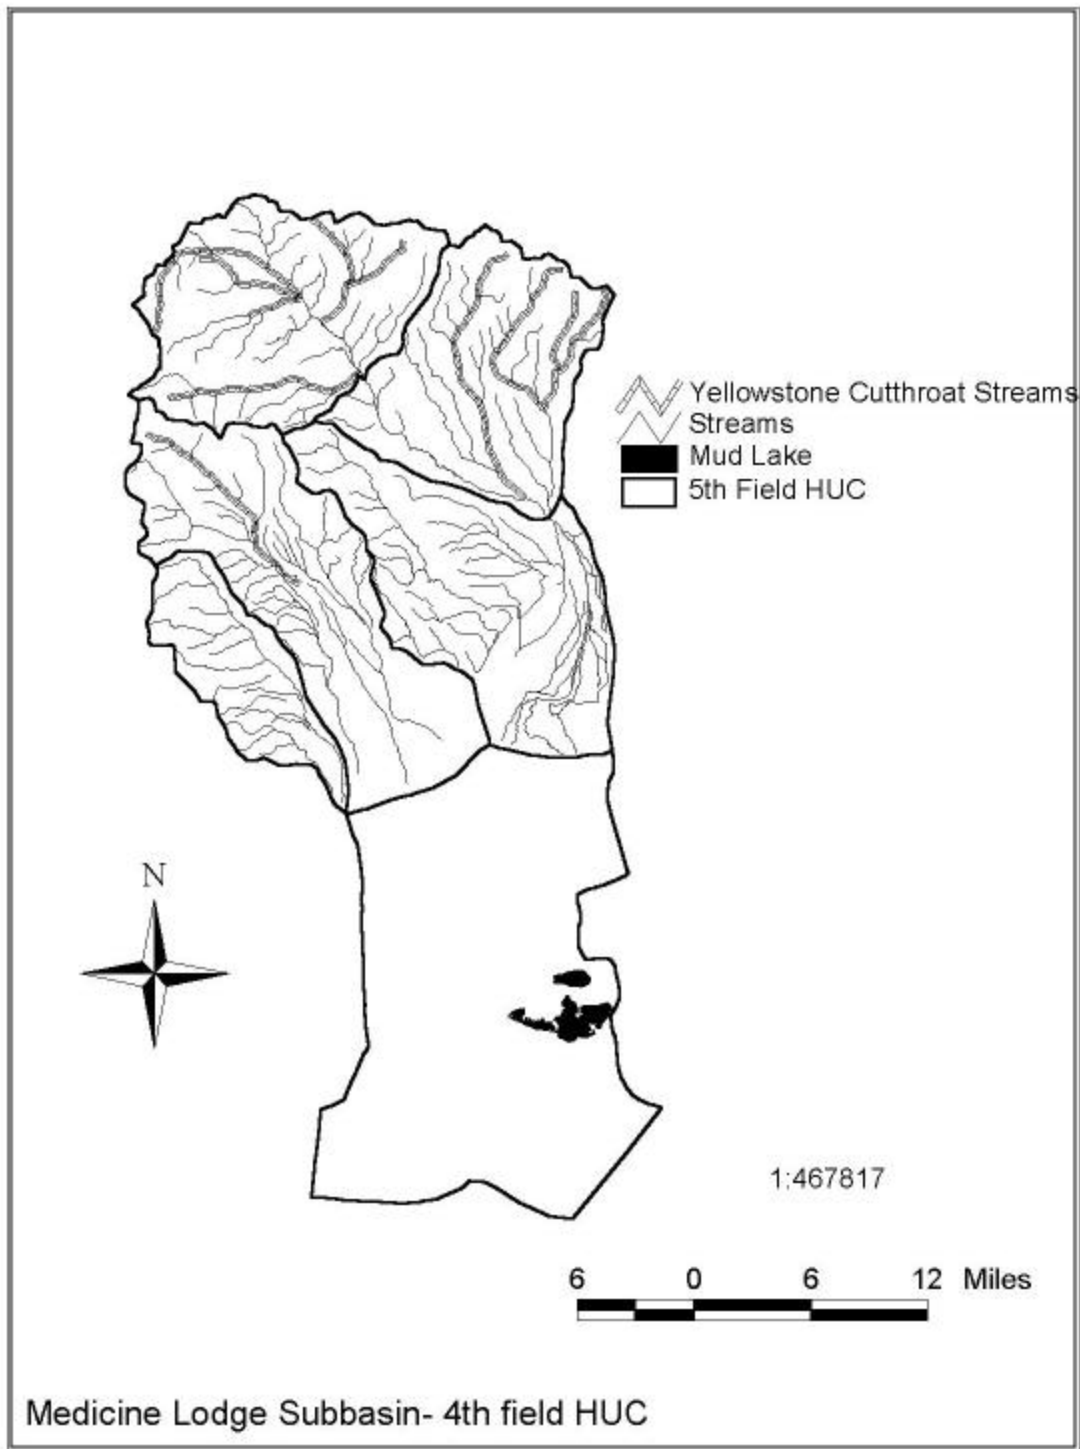 Yellowstone Cutthroat Streams
Streams
Mud Lake
5th Field HUC
N
1:467817
6 0 6 12 Miles
Medicine Lodge Subbasin- 4th field HUC